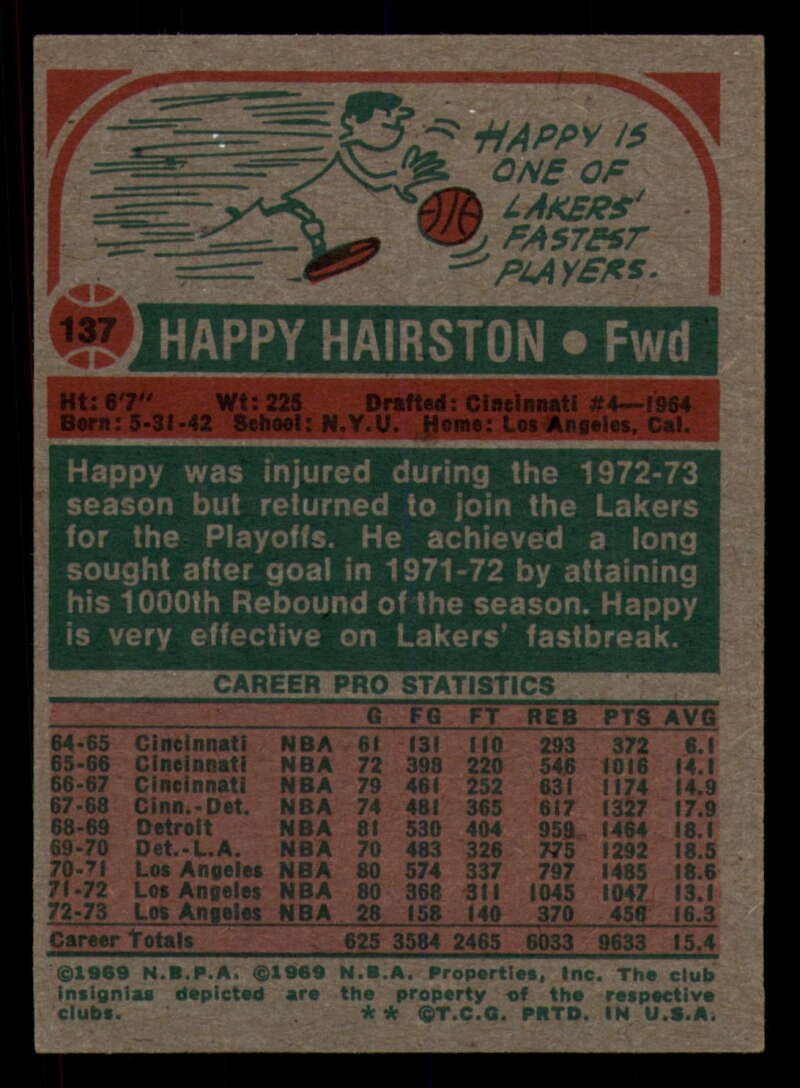 HAPPY IS
ONE OF
LAKERS'
FASTEST
PLAYERS.
137 HAPPY HAIRSTON • Fwd
Ht: 6'7" Wt: 225 Drafted: Cincinnati #4—1964
Born: 5-31-42 School: N.Y.U. Home: Los Angeles, Cal.
Happy was injured during the 1972-73
season but returned to join the Lakers
for the Playoffs. He achieved a long
sought after goal in 1971-72 by attaining
his 1000th Rebound of the season. Happy
is very effective on Lakers' fastbreak.
CAREER PRO STATISTICS
G FG FT REB PTS AVG
64-65 Cincinnati NBA 61 131 110 293 372 6.1
65-66 Cincinnati NBA 72 398 220 546 1016 14.1
66-67 Cincinnati NBA 79 461 252 631 1174 14.9
67-68 Cinn.-Det. NBA 74 481 365 617 1327 17.9
68-69 Detroit NBA 81 530 404 959 1464 18.1
69-70 Det.-L.A. NBA 70 483 326 775 1292 18.5
70-71 Los Angeles NBA 80 574 337 797 1485 18.6
71-72 Los Angeles NBA 80 368 311 1045 1047 13.1
72-73 Los Angeles NBA 28 158 140 370 456 16.3
Career Totals 625 3584 2465 6033 9633 15.4
©1969 N.B.P.A. ©1969 N.B.A. Properties, Inc. The club
insignias depicted are the property of the respective
clubs. ** ©T.C.G. PRTD. IN U.S.A.